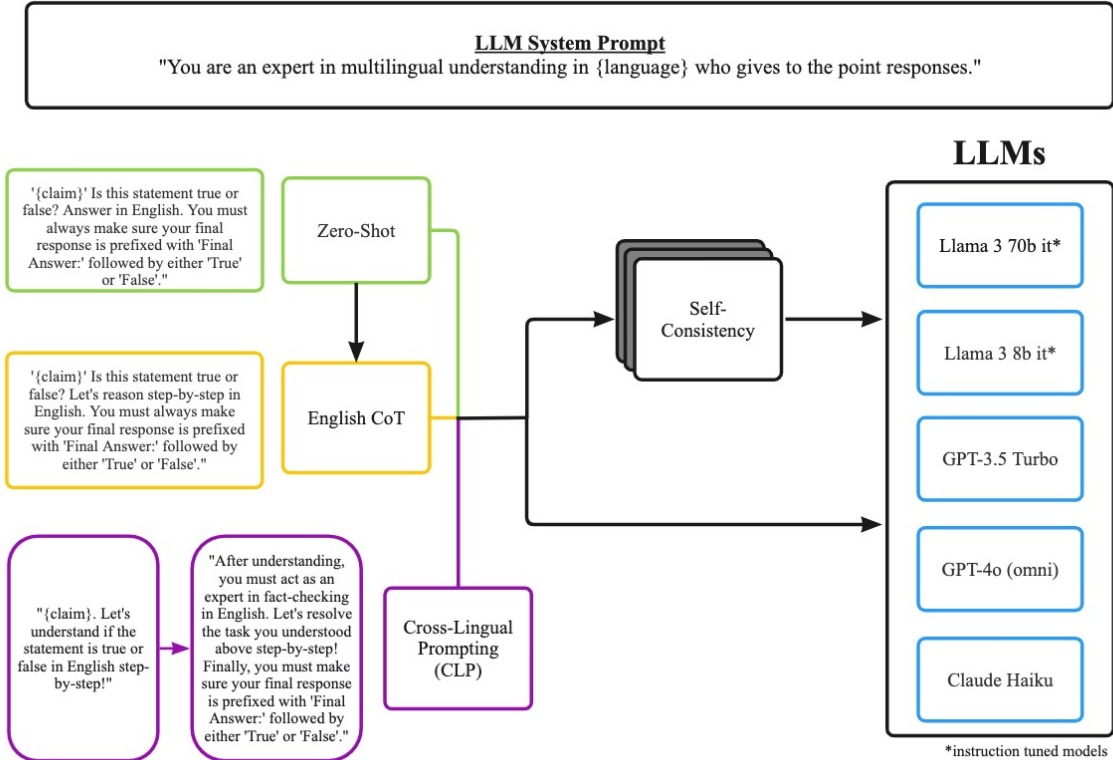 LLM System Prompt
"You are an expert in multilingual understanding in {language} who gives to the point responses."
'{claim}' Is this statement true or
false? Answer in English. You must
always make sure your final
response is prefixed with 'Final
Answer:' followed by either 'True'
or 'False'."
Zero-Shot
'{claim}' Is this statement true or
false? Let's reason step-by-step in
English. You must always make
sure your final response is prefixed
with 'Final Answer:' followed by
either 'True' or 'False'."
English CoT
"{claim}. Let's
understand if the
statement is true or
false in English step-
by-step!"
"After understanding,
you must act as an
expert in fact-checking
in English. Let's resolve
the task you understood
above step-by-step!
Finally, you must make
sure your final response
is prefixed with 'Final
Answer:' followed by
either 'True' or 'False'."
Cross-Lingual
Prompting
(CLP)
Self-
Consistency
LLMs
Llama 3 70b it*
Llama 3 8b it*
GPT-3.5 Turbo
GPT-4o (omni)
Claude Haiku
*instruction tuned models